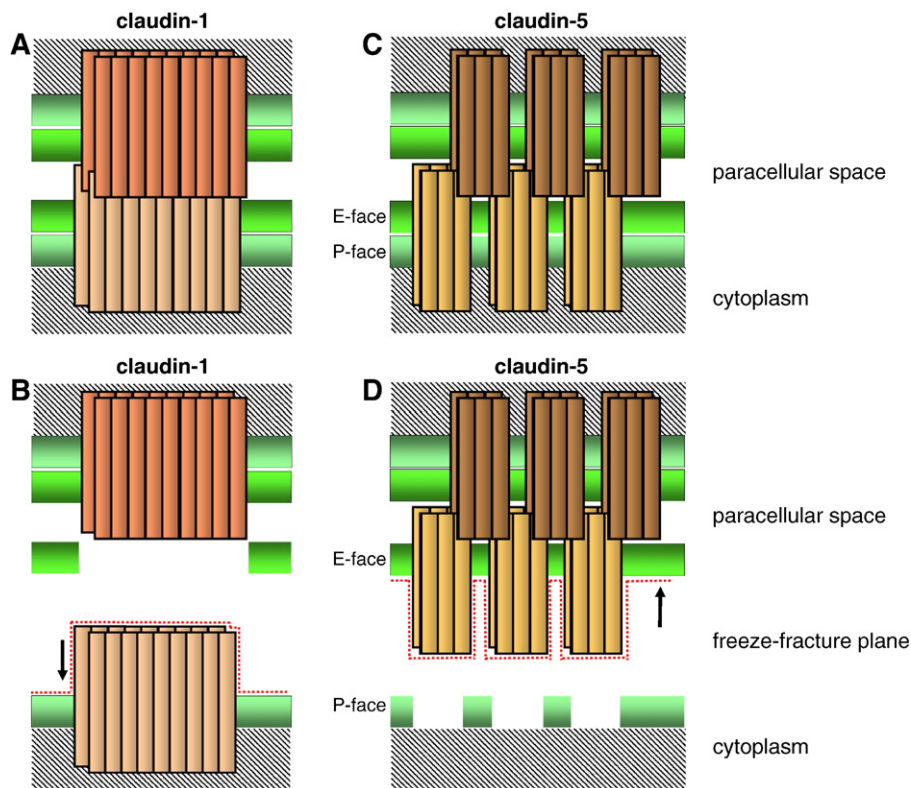 claudin-1
A
claudin-5
C
paracellular space
E-face
P-face
cytoplasm
claudin-1
B
claudin-5
D
paracellular space
E-face
freeze-fracture plane
P-face
cytoplasm